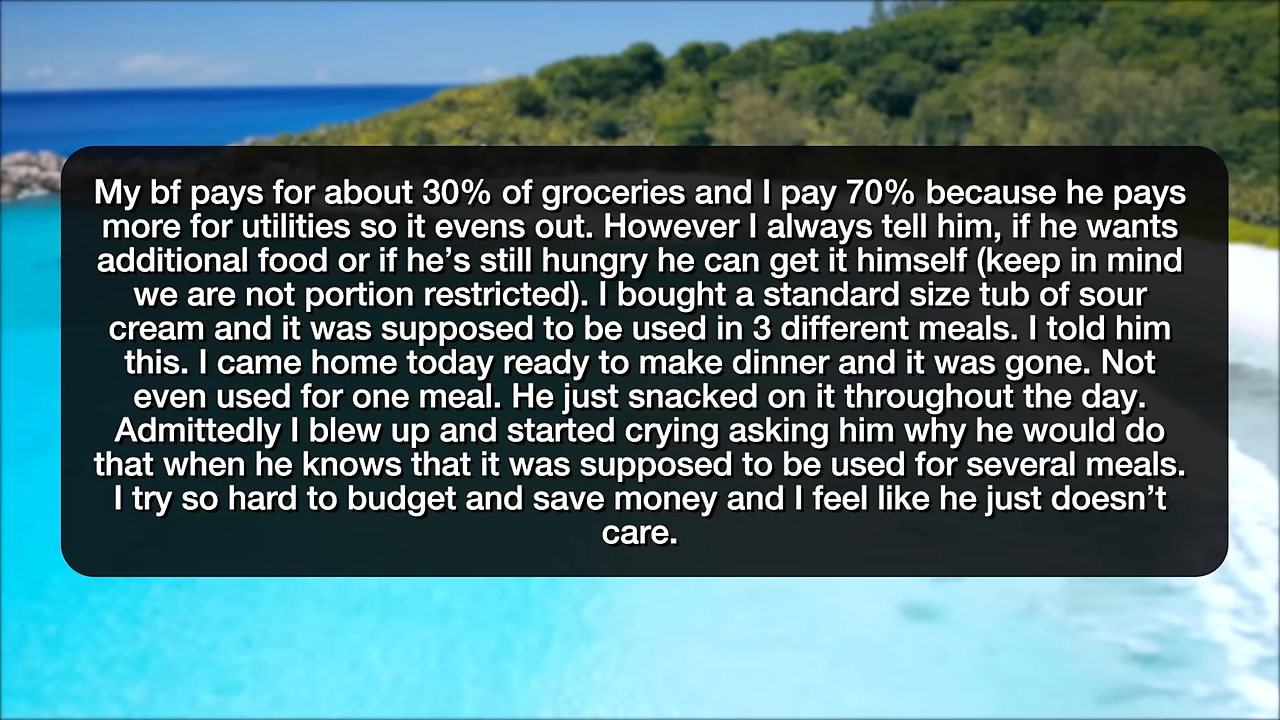 My bf pays for about 30% of groceries and I pay 70% because he pays
more for utilities so it evens out. However I always tell him, if he wants
additional food or if he’s still hungry he can get it himself (keep in mind
we are not portion restricted). I bought a standard size tub of sour
cream and it was supposed to be used in 3 different meals. I told him
this. I came home today ready to make dinner and it was gone. Not
even used for one meal. He just snacked on it throughout the day.
Admittedly I blew up and started crying asking him why he would do
that when he knows that it was supposed to be used for several meals.
I try so hard to budget and save money and I feel like he just doesn’t
care.